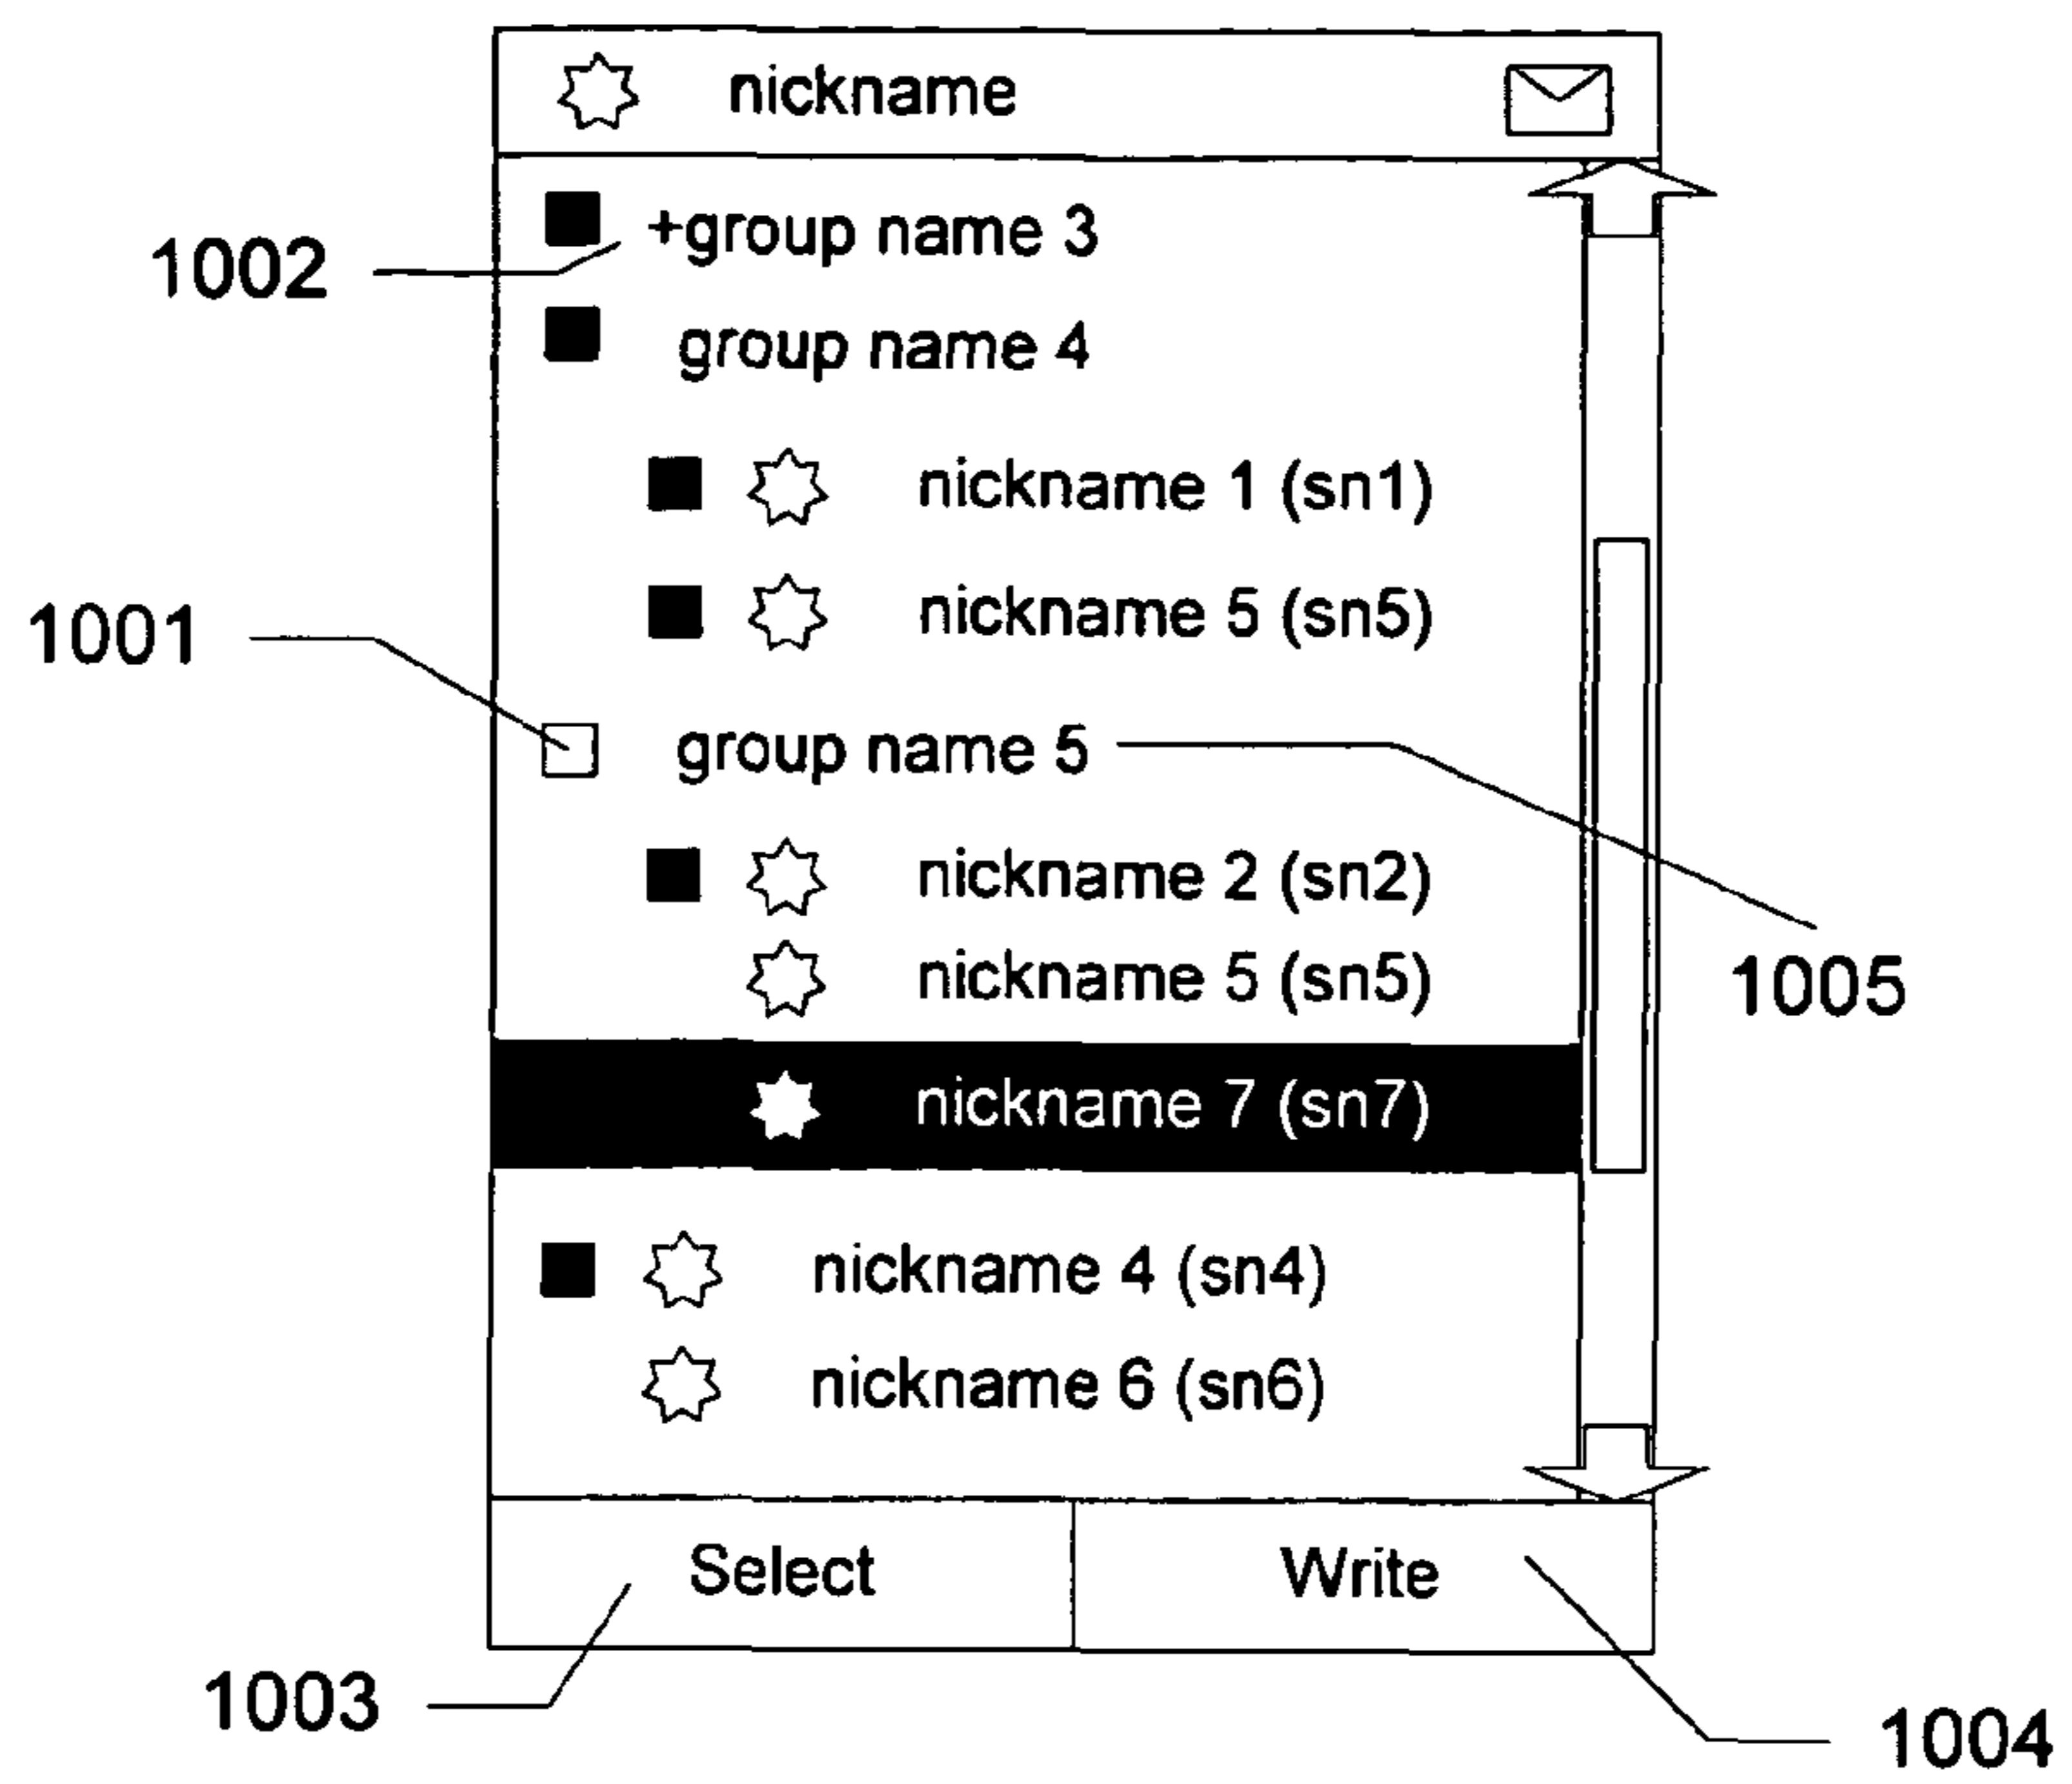 nickname
+group name 3
1002
group name 4
nickname 1 (sn1)
nickname 5 (sn5)
1001
group name 5
nickname 2 (sn2)
nickname 5 (sn5)
1005
nickname 7 (sn7)
nickname 4 (sn4)
nickname 6 (sn6)
Select
Write
1003
1004